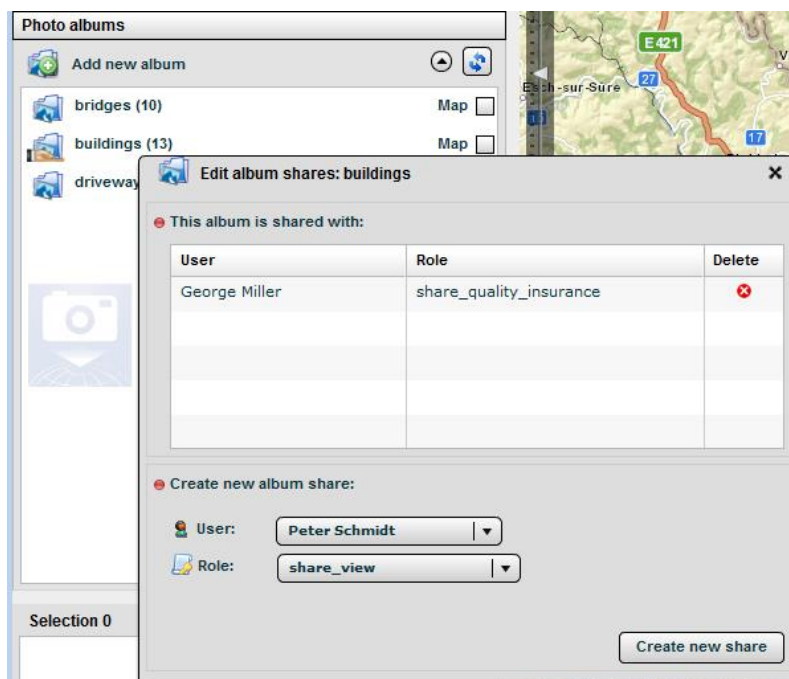 Photo albums
Add new album
bridges (10) Map
buildings (13) Map
driveway
E421
27
Esch-sur-Sûre
17
Edit album shares: buildings
This album is shared with:
User Role Delete
George Miller share_quality_insurance
Create new album share:
User: Peter Schmidt
Role: share_view
Selection 0
Create new share